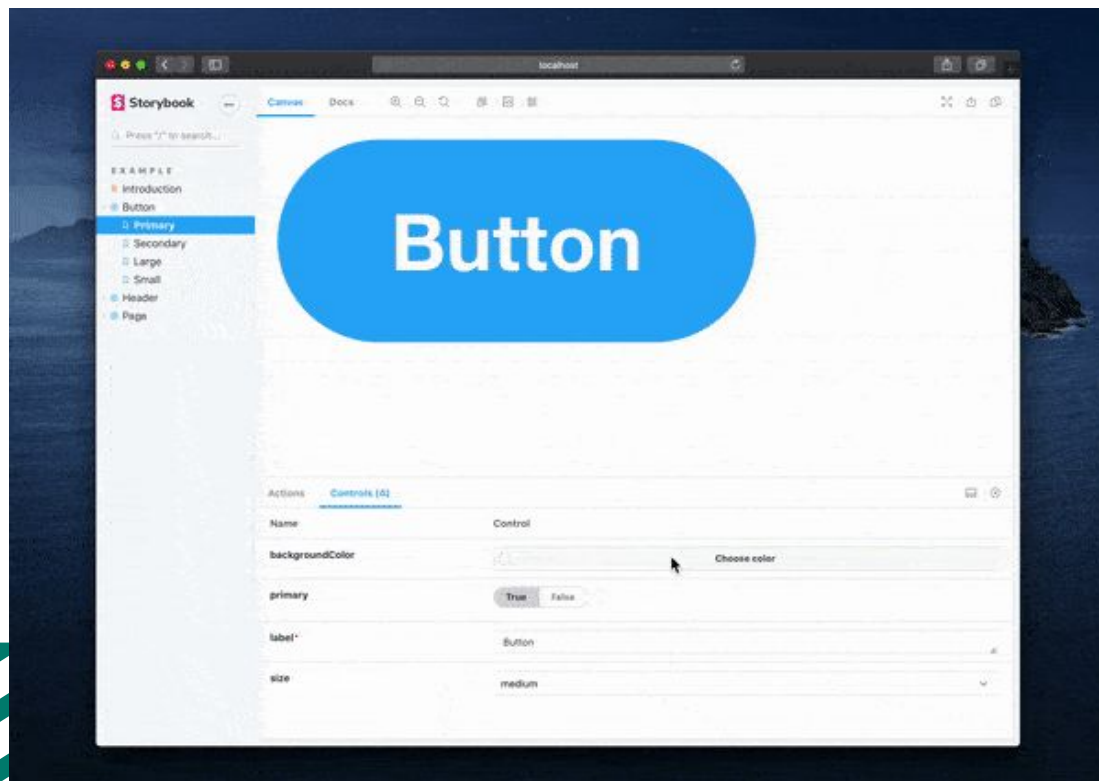 localhost
Storybook
Canvas Docs
Press "/" to search...
EXAMPLE
Introduction
Button
Primary
Secondary
Large
Small
Header
Page
Button
Actions Controls (4)
Name Control
backgroundColor Choose color
primary True False
label* Button
size medium